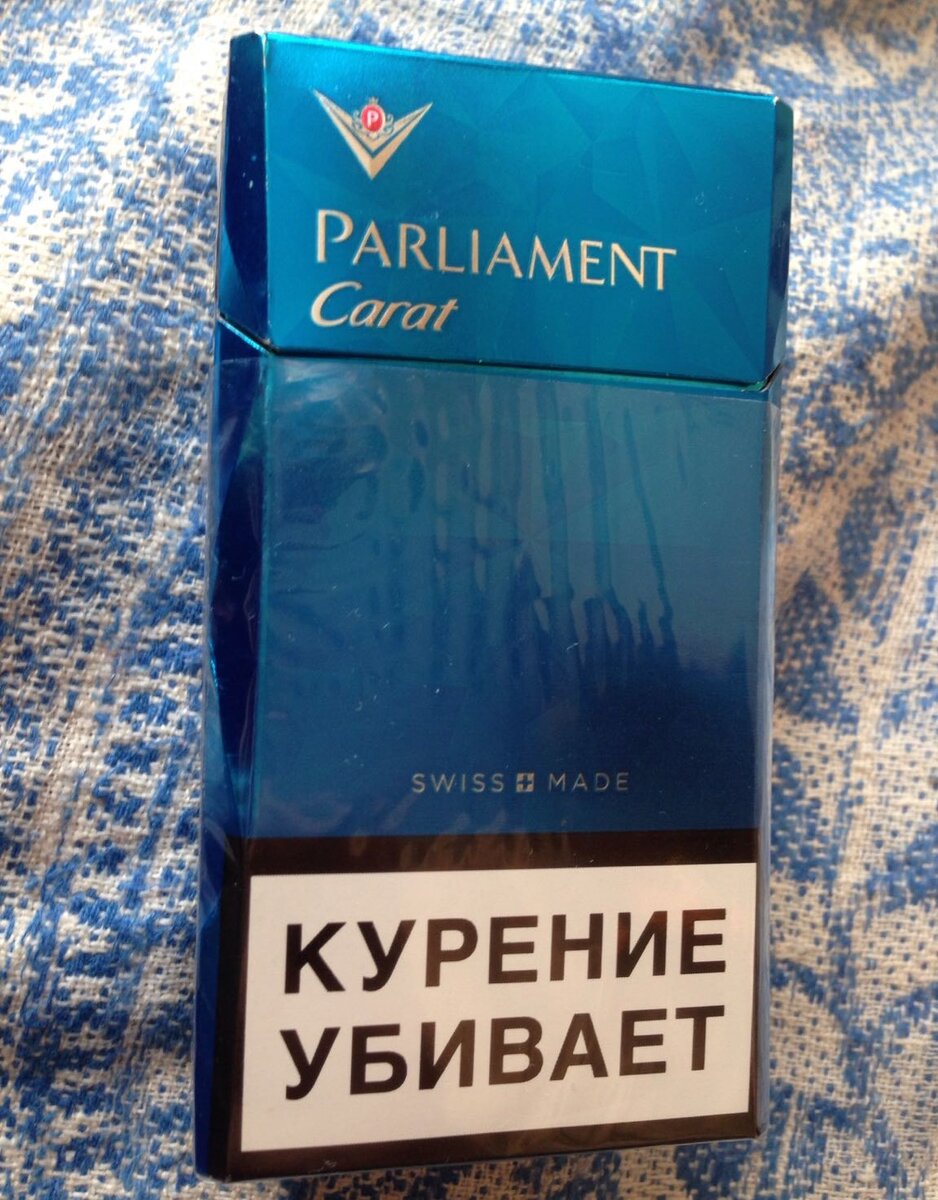 P
PARLIAMENT
Carat
SWISS MADE
КУРЕНИЕ
УБИВАЕТ